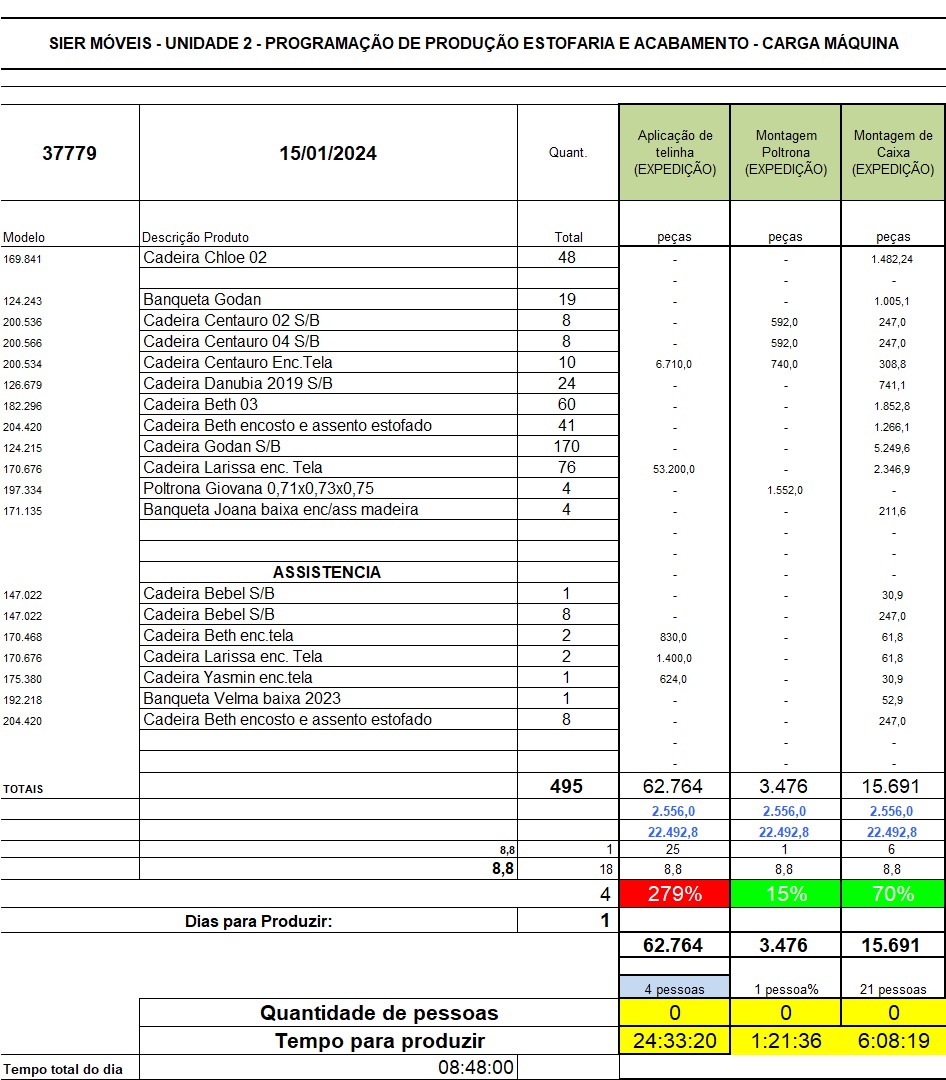 SIER MÓVEIS - UNIDADE 2 - PROGRAMAÇÃO DE PRODUÇÃO ESTOFARIA E ACABAMENTO - CARGA MÁQUINA
37779 15/01/2024 Quant. Aplicação de telinha (EXPEDIÇÃO) Montagem Poltrona (EXPEDIÇÃO) Montagem de Caixa (EXPEDIÇÃO)
Modelo Descrição Produto Total peças peças peças
169.841 Cadeira Chloe 02 48 - - 1.482,24
- - -
124.243 Banqueta Godan 19 - - 1.005,1
200.536 Cadeira Centauro 02 S/B 8 - 592,0 247,0
200.566 Cadeira Centauro 04 S/B 8 - 592,0 247,0
200.534 Cadeira Centauro Enc.Tela 10 6.710,0 740,0 308,8
126.679 Cadeira Danubia 2019 S/B 24 - - 741,1
182.296 Cadeira Beth 03 60 - - 1.852,8
204.420 Cadeira Beth encosto e assento estofado 41 - - 1.266,1
124.215 Cadeira Godan S/B 170 - - 5.249,6
170.676 Cadeira Larissa enc. Tela 76 53.200,0 - 2.346,9
197.334 Poltrona Giovana 0,71x0,73x0,75 4 - 1.552,0 -
171.135 Banqueta Joana baixa enc/ass madeira 4 - - 211,6
- - -
- - -
ASSISTENCIA - - -
147.022 Cadeira Bebel S/B 1 - - 30,9
147.022 Cadeira Bebel S/B 8 - - 247,0
170.468 Cadeira Beth enc.tela 2 830,0 - 61,8
170.676 Cadeira Larissa enc. Tela 2 1.400,0 - 61,8
175.380 Cadeira Yasmin enc.tela 1 624,0 - 30,9
192.218 Banqueta Velma baixa 2023 1 - - 52,9
204.420 Cadeira Beth encosto e assento estofado 8 - - 247,0
- - -
- - -
TOTAIS 495 62.764 3.476 15.691
2.556,0 2.556,0 2.556,0
22.492,8 22.492,8 22.492,8
8,8 1 25 1 6
8,8 18 8,8 8,8 8,8
4 279% 15% 70%
Dias para Produzir: 1
62.764 3.476 15.691
4 pessoas 1 pessoa% 21 pessoas
Quantidade de pessoas 0 0 0
Tempo para produzir 24:33:20 1:21:36 6:08:19
Tempo total do dia 08:48:00